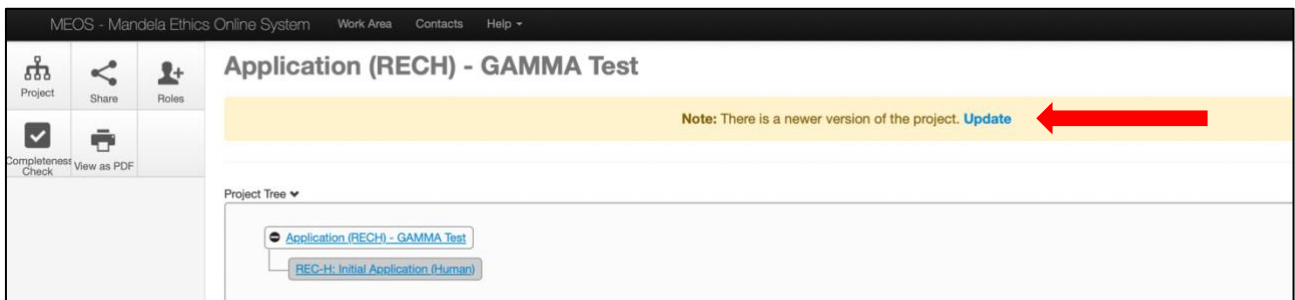 MEOS - Mandela Ethics Online System Work Area Contacts Help
Project Share Roles
Completeness Check View as PDF
Application (RECH) - GAMMA Test
Note: There is a newer version of the project. Update
Project Tree
Application (RECH) - GAMMA Test
REC-H: Initial Application (Human)